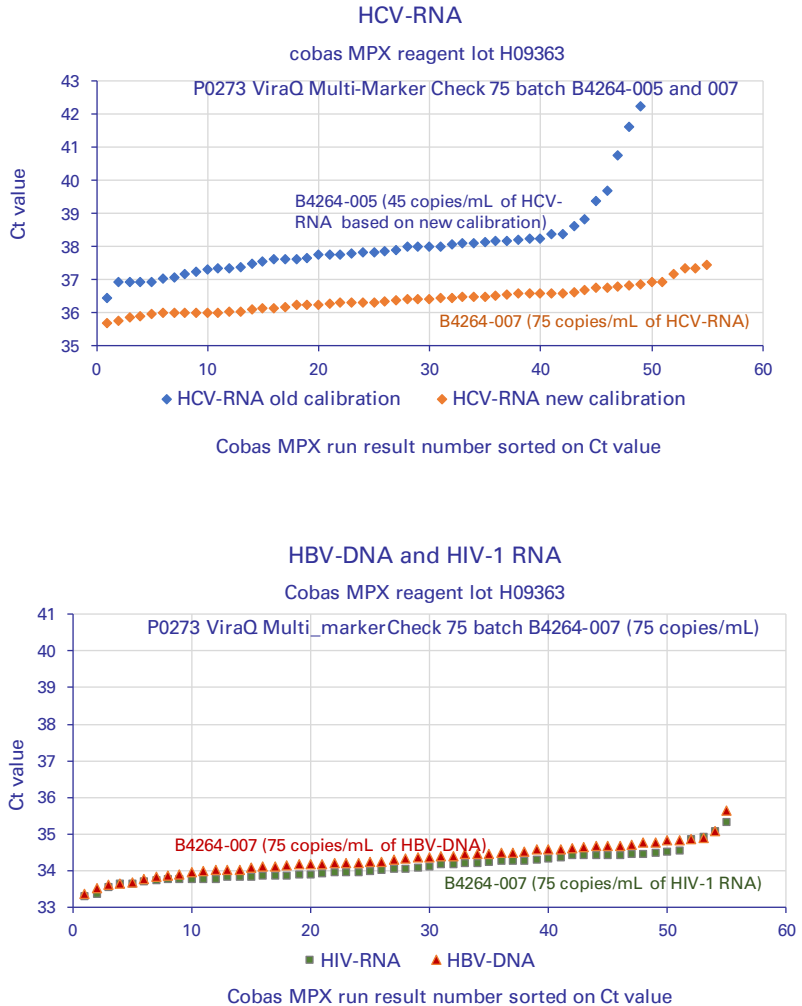 HCV-RNA
cobas MPX reagent lot H09363
P0273 ViraQ Multi-Marker Check 75 batch B4264-005 and 007
43
42
41
40
39
38
37
36
35
Ct value
B4264-005 (45 copies/mL of HCV-
RNA based on new calibration)
B4264-007 (75 copies/mL of HCV-RNA)
0 10 20 30 40 50 60
HCV-RNA old calibration HCV-RNA new calibration
Cobas MPX run result number sorted on Ct value
HBV-DNA and HIV-1 RNA
Cobas MPX reagent lot H09363
P0273 ViraQ Multi_markerCheck 75 batch B4264-007 (75 copies/mL)
41
40
39
38
37
36
35
34
33
Ct value
B4264-007 (75 copies/mL of HBV-DNA)
B4264-007 (75 copies/mL of HIV-1 RNA)
0 10 20 30 40 50 60
HIV-RNA HBV-DNA
Cobas MPX run result number sorted on Ct value